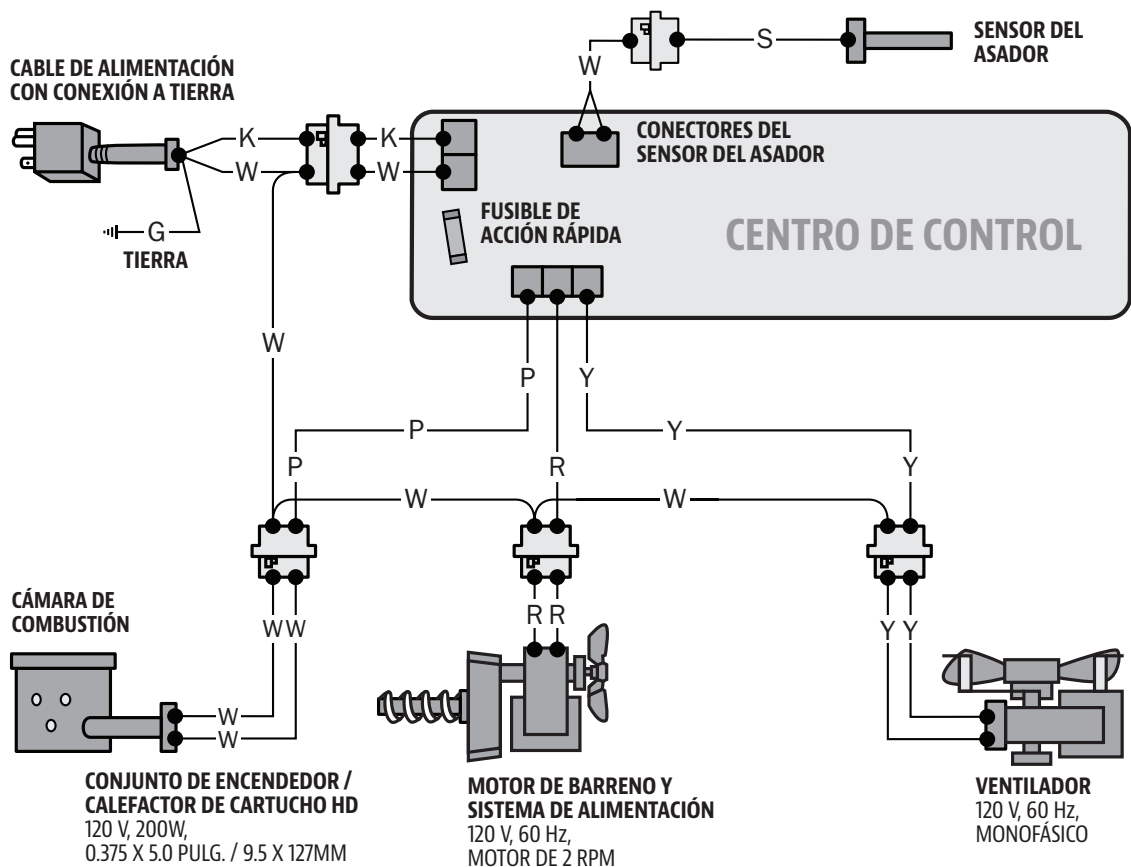 SENSOR DEL
ASADOR
S
W
CABLE DE ALIMENTACIÓN
CON CONEXIÓN A TIERRA
K
K
W
W
G
TIERRA
CONECTORES DEL
SENSOR DEL ASADOR
FUSIBLE DE
ACCIÓN RÁPIDA
CENTRO DE CONTROL
W
P
Y
P
Y
P
R
Y
W
W
CÁMARA DE
COMBUSTIÓN
W W
R R
Y Y
W
W
CONJUNTO DE ENCENDEDOR /
CALEFACTOR DE CARTUCHO HD
120 V, 200W,
0.375 X 5.0 PULG. / 9.5 X 127MM
MOTOR DE BARRENO Y
SISTEMA DE ALIMENTACIÓN
120 V, 60 Hz,
MOTOR DE 2 RPM
VENTILADOR
120 V, 60 Hz,
MONOFÁSICO